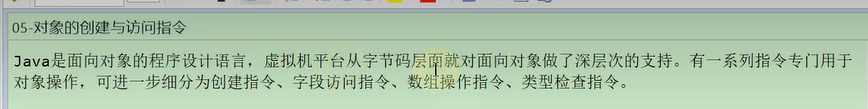 05-对象的创建与访问指令
Java是面向对象的程序设计语言，虚拟机平台从字节码层面就对面向对象做了深层次的支持。有一系列指令专门用于
对象操作，可进一步细分为创建指令、字段访问指令、数组操作指令、类型检查指令。